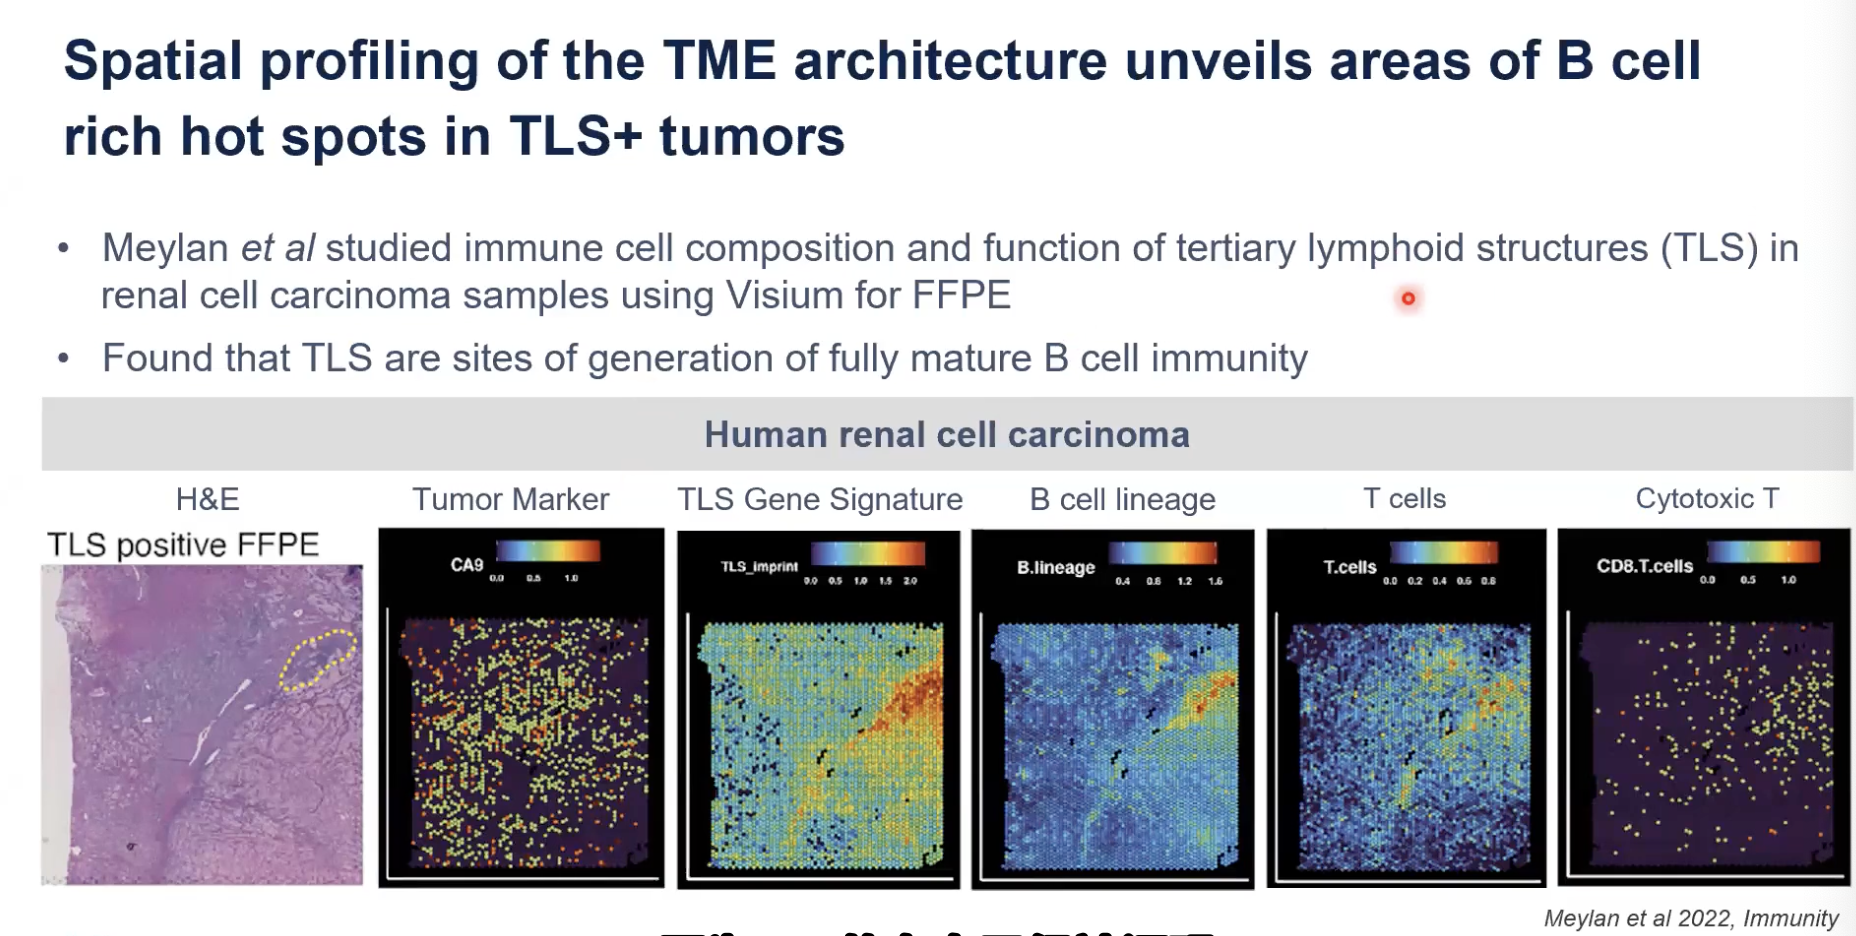 Spatial profiling of the TME architecture unveils areas of B cell
rich hot spots in TLS+ tumors
• Meylan et al studied immune cell composition and function of tertiary lymphoid structures (TLS) in
renal cell carcinoma samples using Visium for FFPE
• Found that TLS are sites of generation of fully mature B cell immunity
Human renal cell carcinoma
H&E
TLS positive FFPE
Tumor Marker
CA9
0.0 0.5 1.0
TLS Gene Signature
TLS_imprint
0.0 0.5 1.0 1.5 2.0
B cell lineage
B.lineage
0.4 0.8 1.2 1.6
T cells
T.cells
0.0 0.2 0.4 0.6 0.8
Cytotoxic T
CD8.T.cells
0.0 0.5 1.0
Meylan et al 2022, Immunity